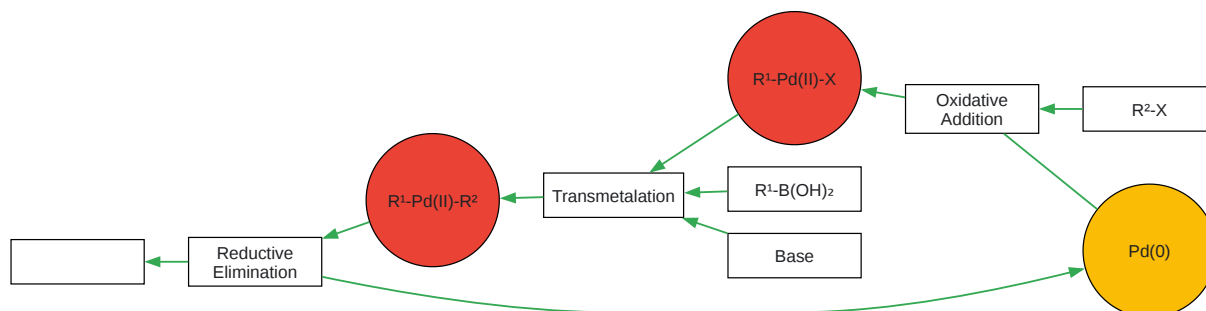 R¹-Pd(II)-X
Oxidative
Addition
R²-X
Transmetalation
R¹-B(OH)₂
R¹-Pd(II)-R²
Base
Pd(0)
Reductive
Elimination